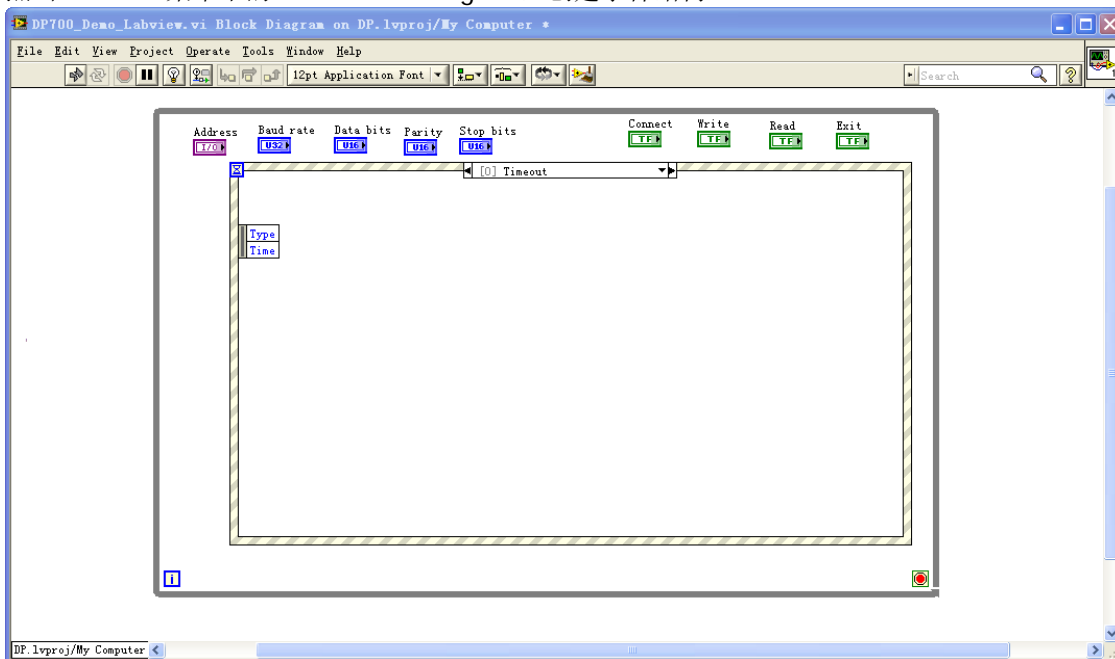 DP700_Demo_Labview.vi Block Diagram on DP.lvproj/My Computer *
File Edit View Project Operate Tools Window Help
12pt Application Font Search
Address Baud rate Data bits Parity Stop bits Connect Write Read Exit
I/O U32 U16 U16 U16 TF TF TF TF
[0] Timeout
Type
Time
i
DP.lvproj/My Computer